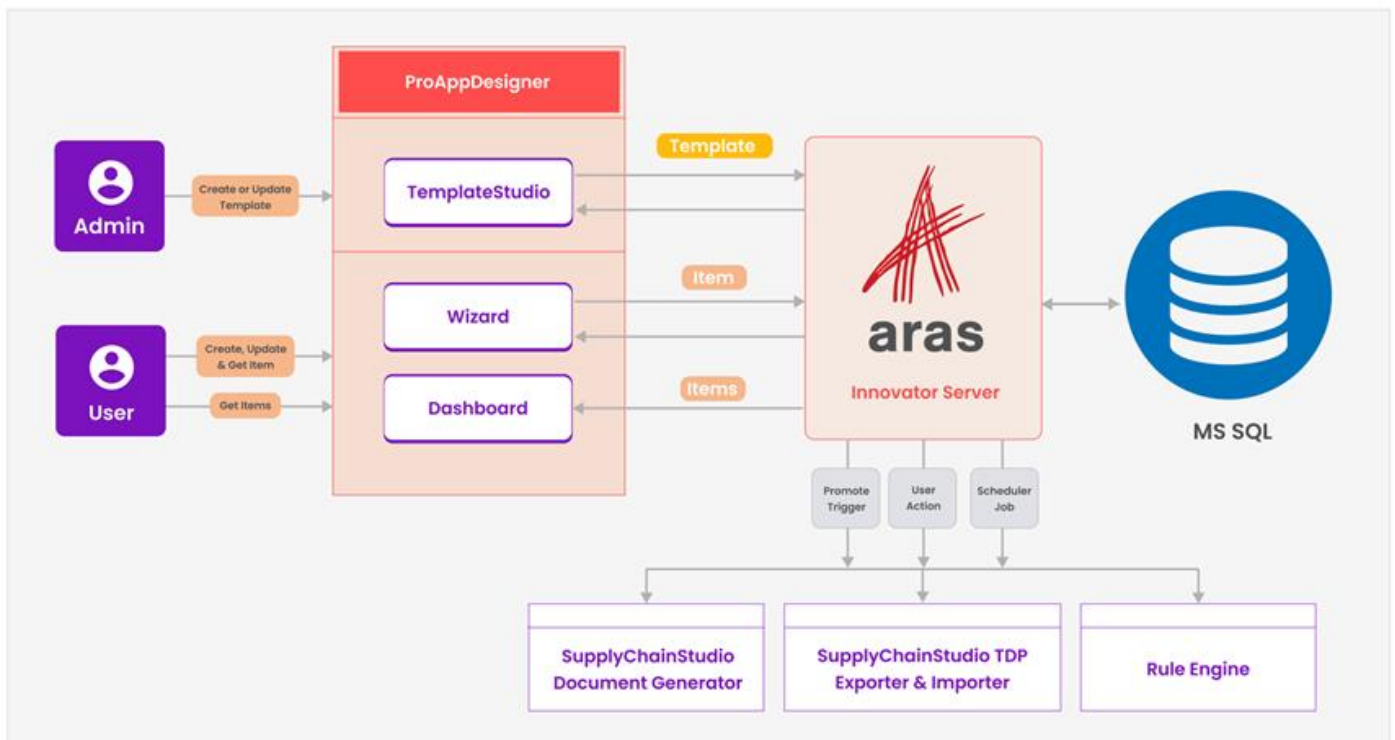 ProAppDesigner
Admin
Create or Update
Template
TemplateStudio
Template
User
Create, Update
& Get Item
Get Items
Wizard
Item
Dashboard
Items
aras
Innovator Server
MS SQL
Promote
Trigger
User
Action
Scheduler
Job
SupplyChainStudio
Document Generator
SupplyChainStudio TDP
Exporter & Importer
Rule Engine